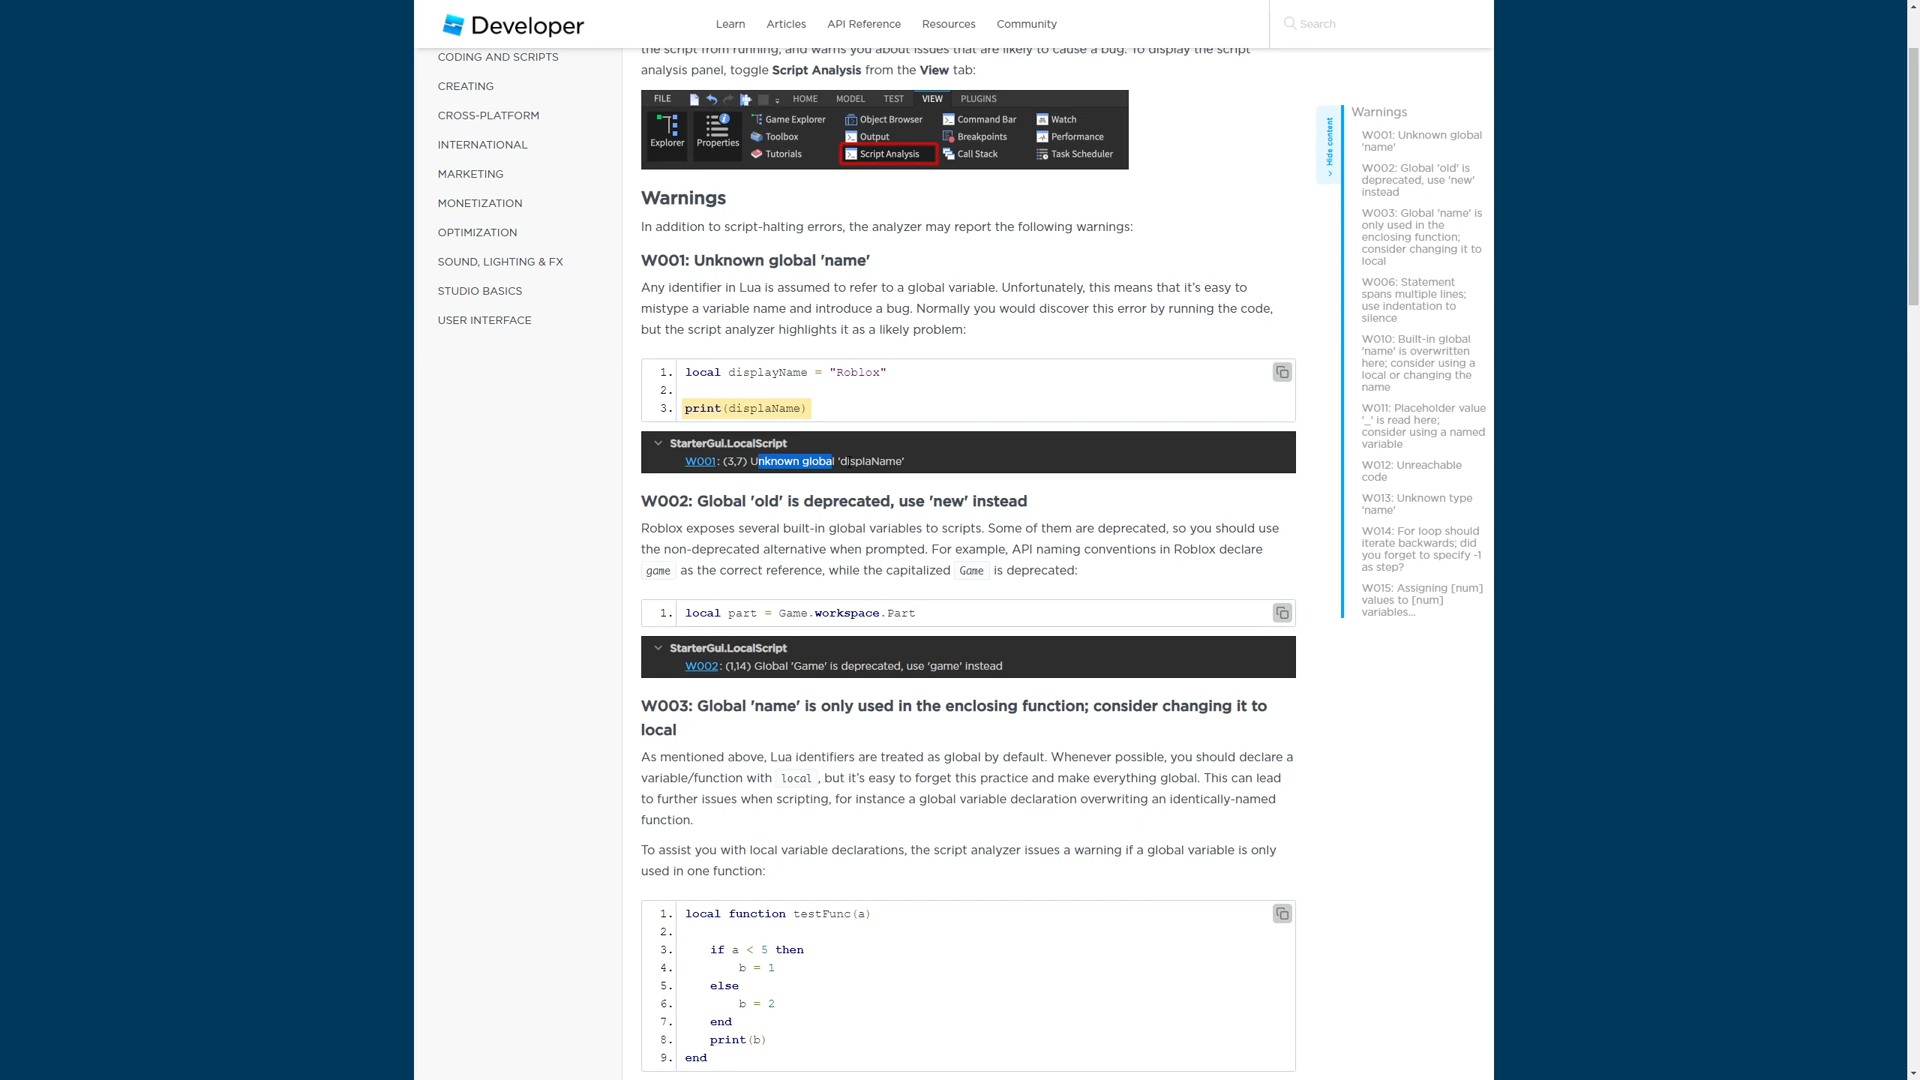 Developer
Learn
Articles
API Reference
Resources
Community
Search
CODING AND SCRIPTS
CREATING
CROSS-PLATFORM
INTERNATIONAL
MARKETING
MONETIZATION
OPTIMIZATION
SOUND, LIGHTING & FX
STUDIO BASICS
USER INTERFACE
the script from running, and warns you about issues that are likely to cause a bug. To display the script
analysis panel, toggle Script Analysis from the View tab:
FILE HOME MODEL TEST VIEW PLUGINS
Explorer
Properties
Game Explorer
Toolbox
Tutorials
Object Browser
Output
Script Analysis
Command Bar
Breakpoints
Call Stack
Watch
Performance
Task Scheduler
Warnings
In addition to script-halting errors, the analyzer may report the following warnings:
W001: Unknown global 'name'
Any identifier in Lua is assumed to refer to a global variable. Unfortunately, this means that it's easy to
mistype a variable name and introduce a bug. Normally you would discover this error by running the code,
but the script analyzer highlights it as a likely problem:
1. local displayName = "Roblox"
2.
3. print(displaName)
StarterGui.LocalScript
W001: (3,7) Unknown global 'displaName'
W002: Global 'old' is deprecated, use 'new' instead
Roblox exposes several built-in global variables to scripts. Some of them are deprecated, so you should use
the non-deprecated alternative when prompted. For example, API naming conventions in Roblox declare
game as the correct reference, while the capitalized Game is deprecated:
1. local part = Game.workspace.Part
StarterGui.LocalScript
W002: (1,14) Global 'Game' is deprecated, use 'game' instead
W003: Global 'name' is only used in the enclosing function; consider changing it to
local
As mentioned above, Lua identifiers are treated as global by default. Whenever possible, you should declare a
variable/function with local, but it's easy to forget this practice and make everything global. This can lead
to further issues when scripting, for instance a global variable declaration overwriting an identically-named
function.
To assist you with local variable declarations, the script analyzer issues a warning if a global variable is only
used in one function:
1. local function testFunc(a)
2.
3. if a < 5 then
4. b = 1
5. else
6. b = 2
7. end
8. print(b)
9. end
Hide content
Warnings
W001: Unknown global
'name'
W002: Global 'old' is
deprecated, use 'new'
instead
W003: Global 'name' is
only used in the
enclosing function;
consider changing it to
local
W006: Statement
spans multiple lines;
use indentation to
silence
W010: Built-in global
'name' is overwritten
here; consider using a
local or changing the
name
W011: Placeholder value
'_' is read here;
consider using a named
variable
W012: Unreachable
code
W013: Unknown type
'name'
W014: For loop should
iterate backwards; did
you forget to specify -1
as step?
W015: Assigning [num]
values to [num]
variables...